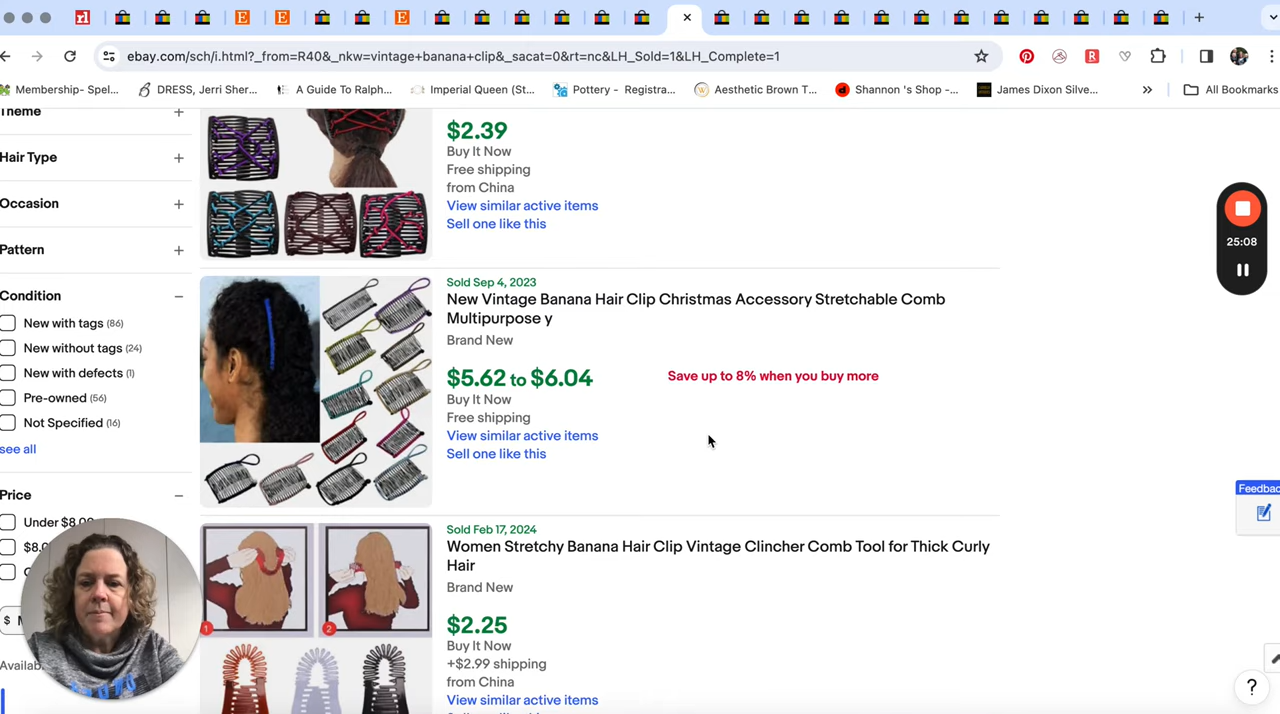 ebay.com/sch/i.html?_from=R40&_nkw=vintage+banana+clip&_sacat=0&rt=nc&LH_Sold=1&LH_Complete=1
Membership- Spel...
DRESS, Jerri Sher...
A Guide To Ralph...
Imperial Queen (St...
Pottery - Registra...
Aesthetic Brown T...
Shannon 's Shop -...
James Dixon Silve...
»
All Bookmarks
Theme
Hair Type
Occasion
Pattern
Condition
New with tags (86)
New without tags (24)
New with defects (1)
Pre-owned (56)
Not Specified (16)
see all
Price
Under $8.00
$8.0
$
Availab
$2.39
Buy It Now
Free shipping
from China
View similar active items
Sell one like this
Sold Sep 4, 2023
New Vintage Banana Hair Clip Christmas Accessory Stretchable Comb
Multipurpose y
Brand New
$5.62 to $6.04
Save up to 8% when you buy more
Buy It Now
Free shipping
View similar active items
Sell one like this
Sold Feb 17, 2024
Women Stretchy Banana Hair Clip Vintage Clincher Comb Tool for Thick Curly
Hair
Brand New
1
2
$2.25
Buy It Now
+$2.99 shipping
from China
View similar active items
25:08
Feedbac
?